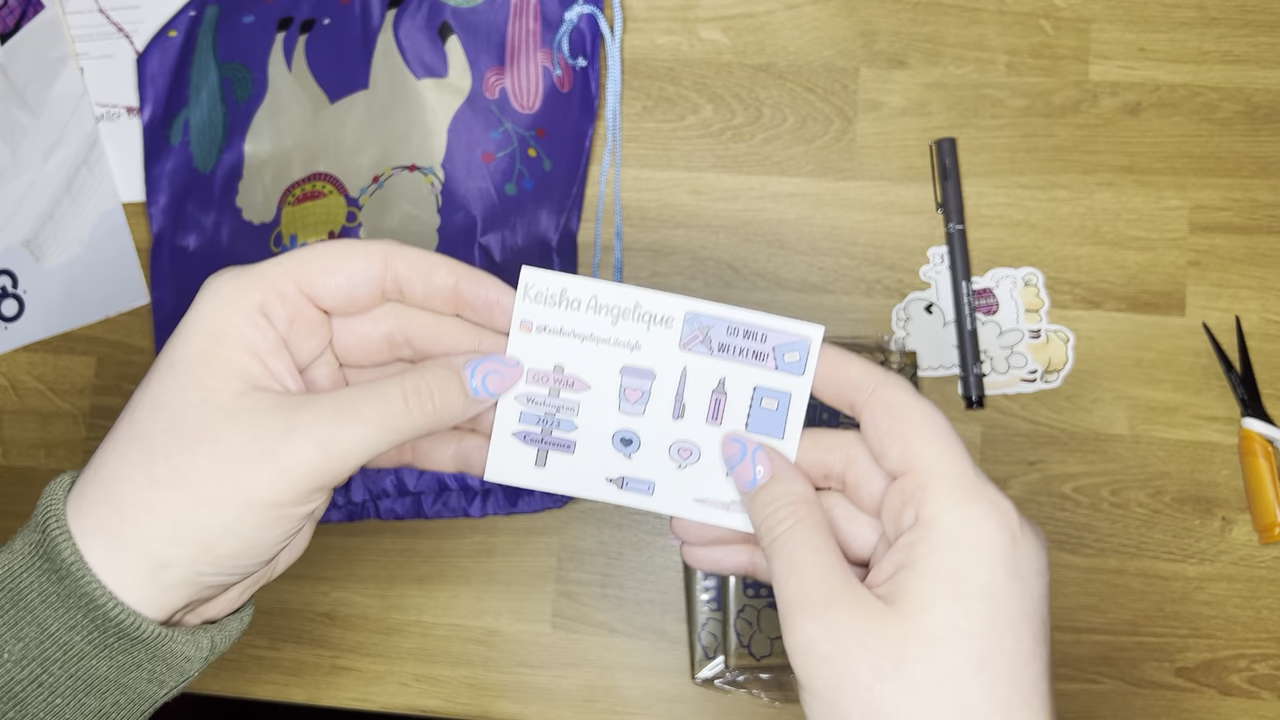 Keisha Angelique
@KeishaAngeliqueLifestyle
GO WILD
WEEKEND!
GO Wild
Washington
2023
Conference